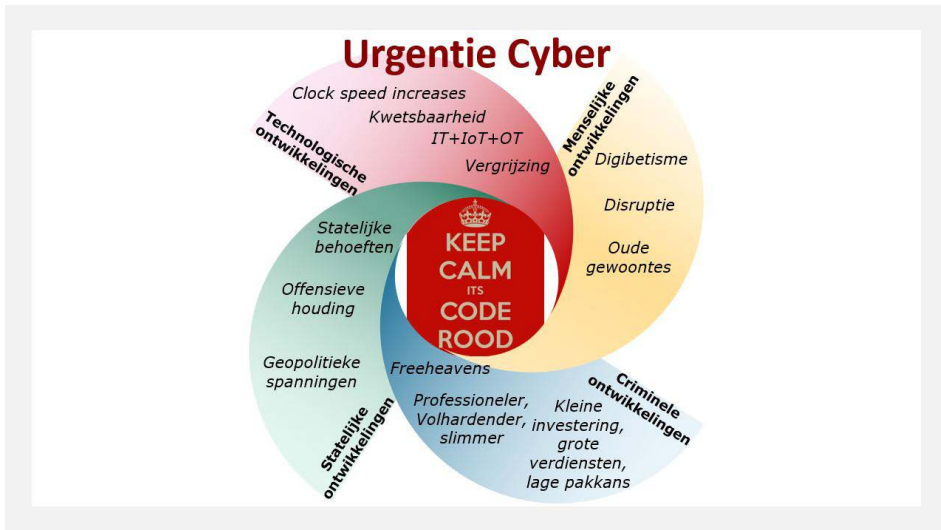 Urgentie Cyber
Clock speed increases
Kwetsbaarheid
IT+IoT+OT
Vergrijzing
Technologische
ontwikkelingen
Menselijke
ontwikkelingen
Digibetisme
Disruptie
Oude
gewoontes
Statelijke
behoeften
Offensieve
houding
Geopolitieke
spanningen
Statelijke
ontwikkelingen
KEEP
CALM
ITS
CODE
ROOD
Freeheavens
Professioneler,
Volhardender,
slimmer
Kleine
investering,
grote
verdiensten,
lage pakkans
Criminele
ontwikkelingen